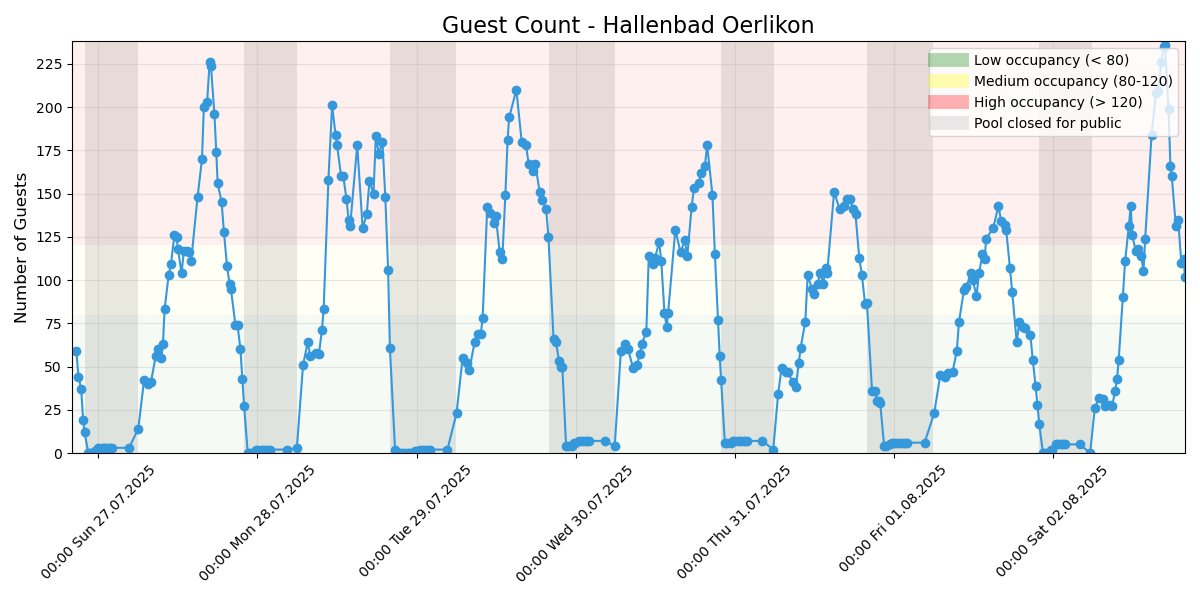 Guest Count - Hallenbad Oerlikon
Number of Guests
225
200
175
150
125
100
75
50
25
0
Low occupancy (< 80)
Medium occupancy (80-120)
High occupancy (> 120)
Pool closed for public
00:00 Sun 27.07.2025
00:00 Mon 28.07.2025
00:00 Tue 29.07.2025
00:00 Wed 30.07.2025
00:00 Thu 31.07.2025
00:00 Fri 01.08.2025
00:00 Sat 02.08.2025